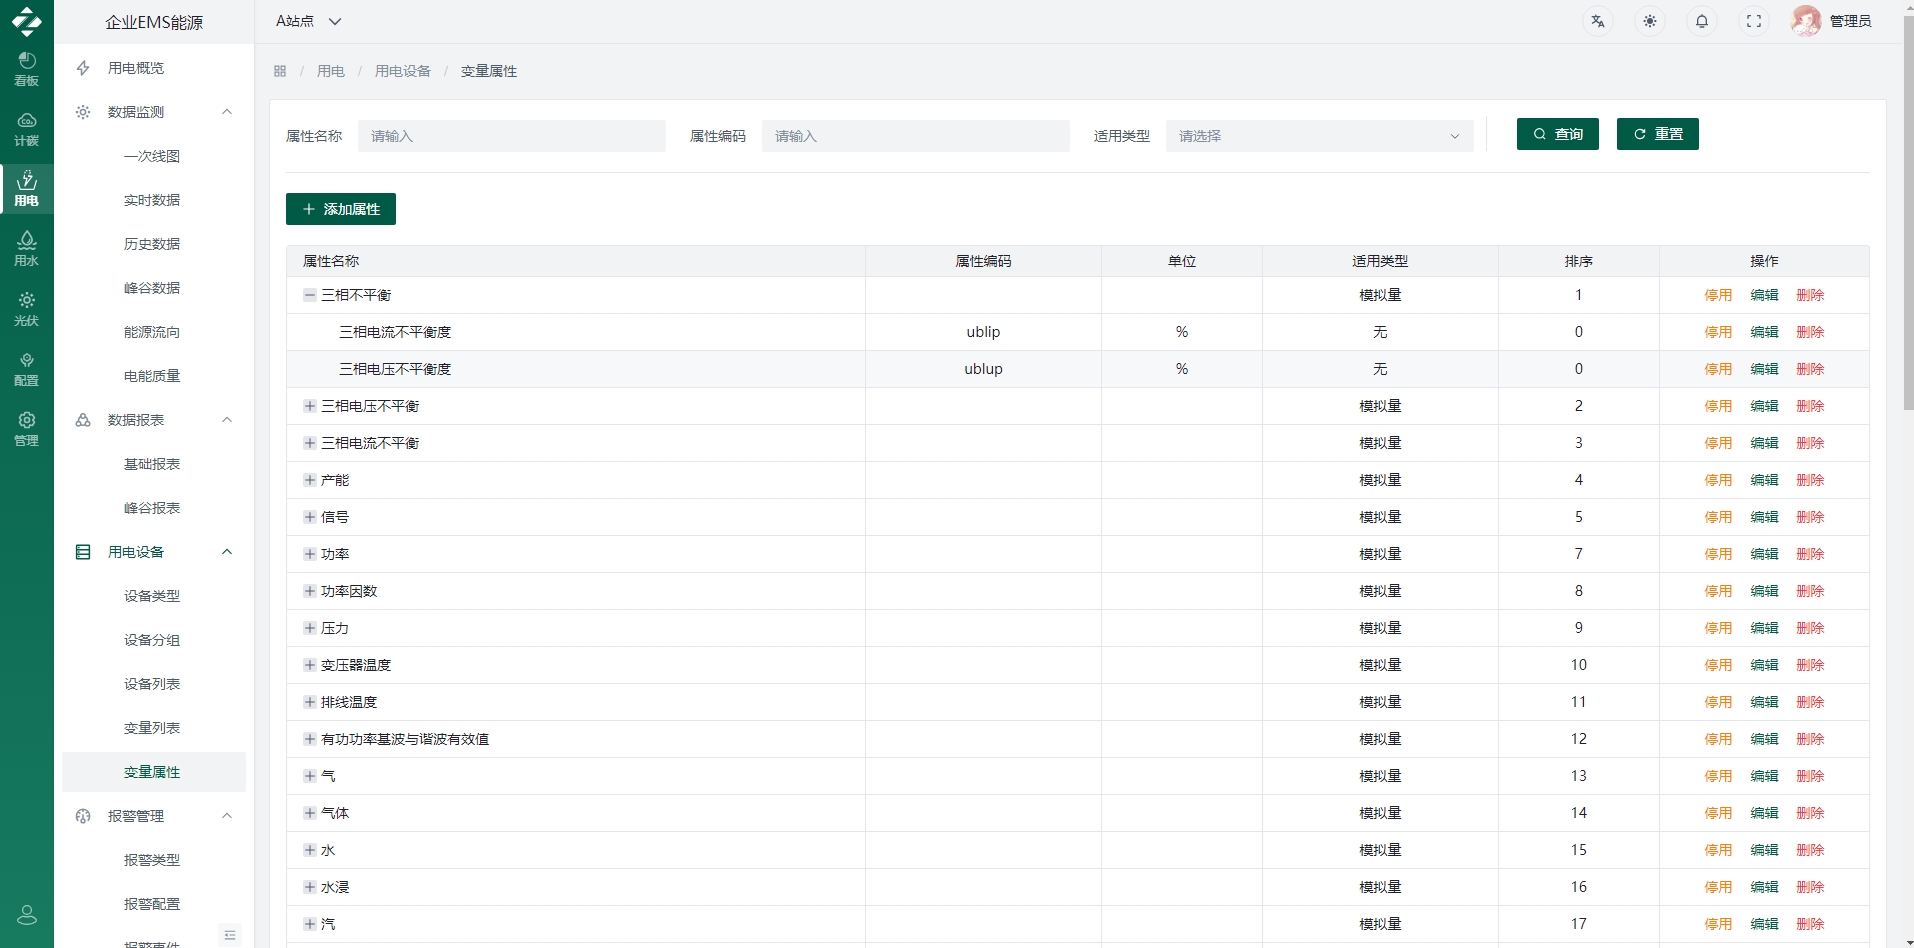 企业EMS能源
A站点
管理员
看板
计碳
用电
用水
光伏
配置
管理
用电概览
数据监测
一次线图
实时数据
历史数据
峰谷数据
能源流向
电能质量
数据报表
基础报表
峰谷报表
用电设备
设备类型
设备分组
设备列表
变量列表
变量属性
报警管理
报警类型
报警配置
报警事件
/ 用电 / 用电设备 / 变量属性
属性名称 请输入 属性编码 请输入 适用类型 请选择 查询 重置
添加属性
属性名称 属性编码 单位 适用类型 排序 操作
三相不平衡 模拟量 1 停用 编辑 删除
三相电流不平衡度 ublip % 无 0 停用 编辑 删除
三相电压不平衡度 ublup % 无 0 停用 编辑 删除
三相电压不平衡 模拟量 2 停用 编辑 删除
三相电流不平衡 模拟量 3 停用 编辑 删除
产能 模拟量 4 停用 编辑 删除
信号 模拟量 5 停用 编辑 删除
功率 模拟量 7 停用 编辑 删除
功率因数 模拟量 8 停用 编辑 删除
压力 模拟量 9 停用 编辑 删除
变压器温度 模拟量 10 停用 编辑 删除
排线温度 模拟量 11 停用 编辑 删除
有功功率基波与谐波有效值 模拟量 12 停用 编辑 删除
气 模拟量 13 停用 编辑 删除
气体 模拟量 14 停用 编辑 删除
水 模拟量 15 停用 编辑 删除
水浸 模拟量 16 停用 编辑 删除
汽 模拟量 17 停用 编辑 删除